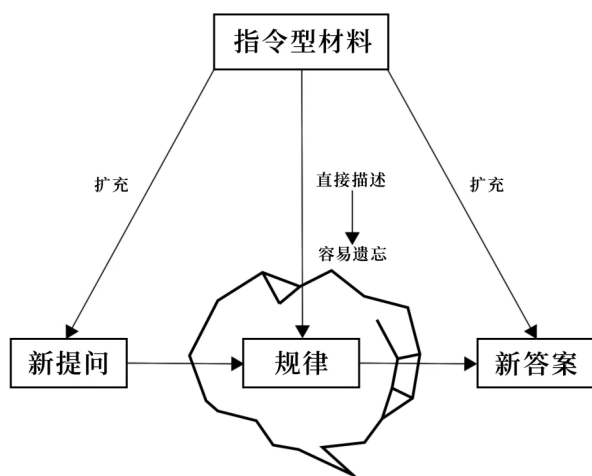 指令型材料
扩充
直接描述
扩充
容易遗忘
新提问
规律
新答案